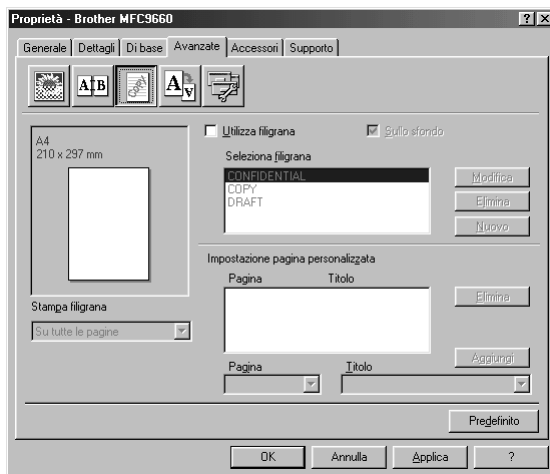 Proprietà - Brother MFC9660
? x
Generale Dettagli Di base Avanzate Accessori Supporto
A B COPY A A
A4
210 x 297 mm
Utilizza filigrana Sullo sfondo
Seleziona filigrana
CONFIDENTIAL
COPY
DRAFT
Modifica
Elimina
Nuovo
Impostazione pagina personalizzata
Pagina Titolo
Elimina
Stampa filigrana
Su tutte le pagine
Aggiungi
Pagina Titolo
Predefinito
OK Annulla Applica ?